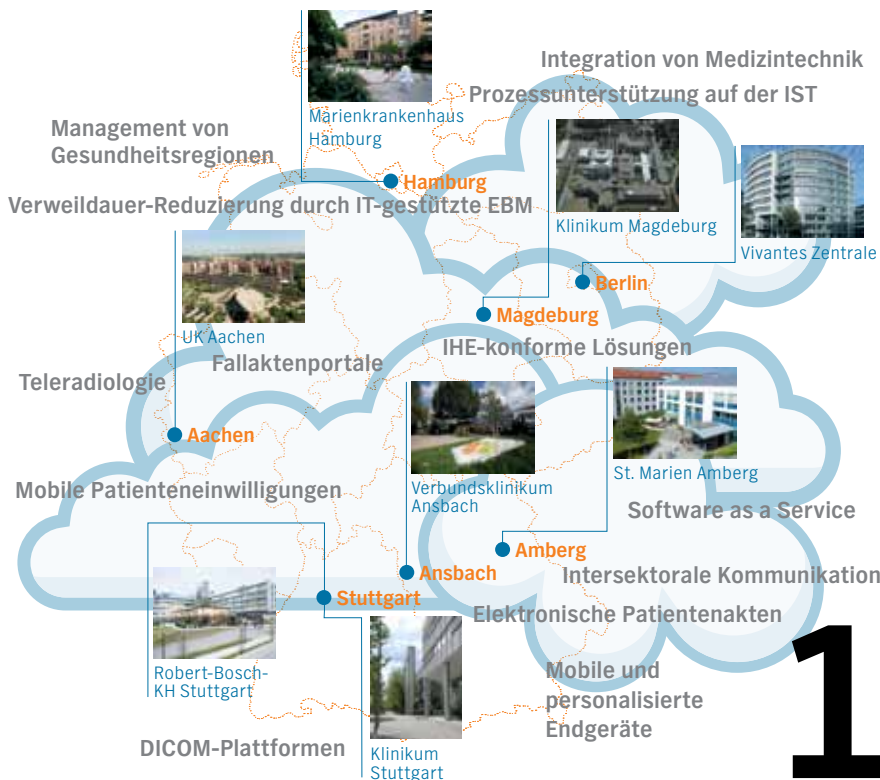 Integration von Medizintechnik
Prozessunterstützung auf der IST
Marienkrankenhaus
Hamburg
Management von
Gesundheitsregionen
Hamburg
Verweildauer-Reduzierung durch IT-gestützte EBM
Klinikum Magdeburg
Vivantes Zentrale
Berlin
Magdeburg
UK Aachen
IHE-konforme Lösungen
Fallaktenportale
Teleradiologie
Aachen
St. Marien Amberg
Mobile Patienteneinwilligungen
Verbundsklinikum
Ansbach
Software as a Service
Amberg
Ansbach
Intersektorale Kommunikation
Stuttgart
Elektronische Patientenakten
Robert-Bosch-
KH Stuttgart
Mobile und
personalisierte
Endgeräte
DICOM-Plattformen
Klinikum
Stuttgart
1